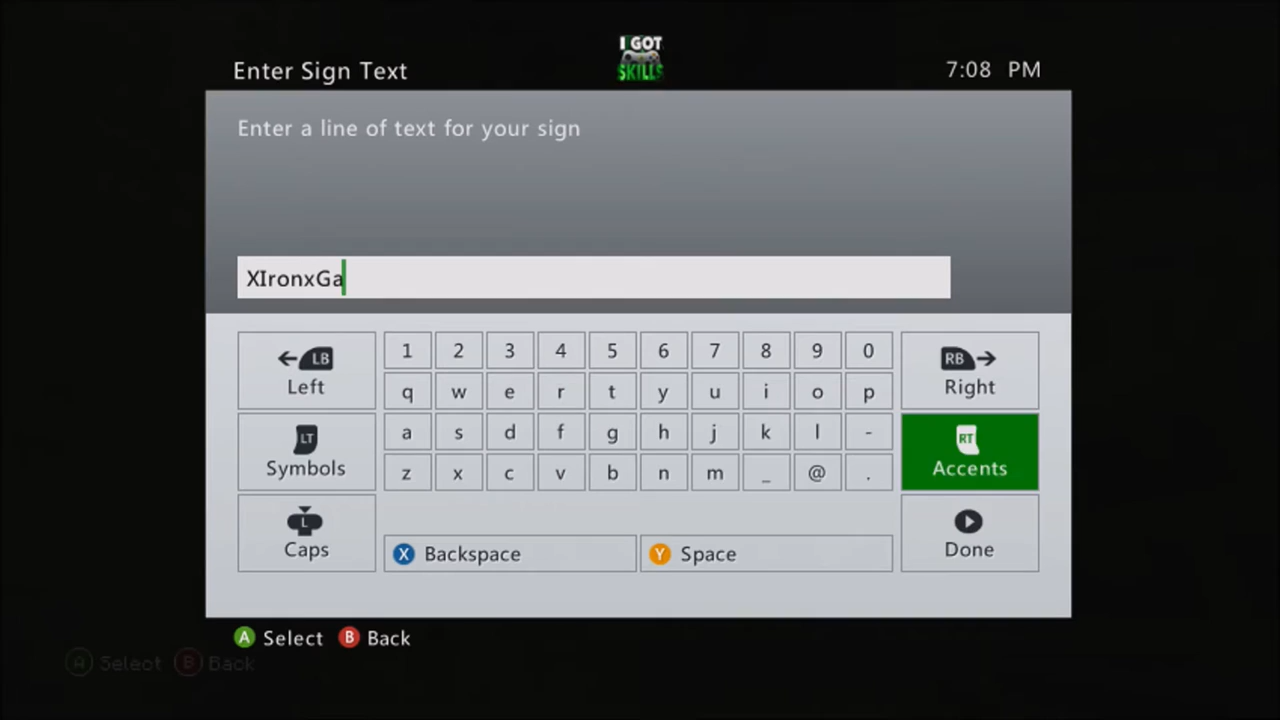 I GOT
SKILLS
Enter Sign Text
7:08 PM
Enter a line of text for your sign
XIronxGa
LB
Left
1 2 3 4 5 6 7 8 9 0
RB
Right
q w e r t y u i o p
LT
Symbols
a s d f g h j k l -
RT
Accents
z x c v b n m _ @ .
L
Caps
X Backspace
Y Space
Done
A Select B Back
A Select B Back